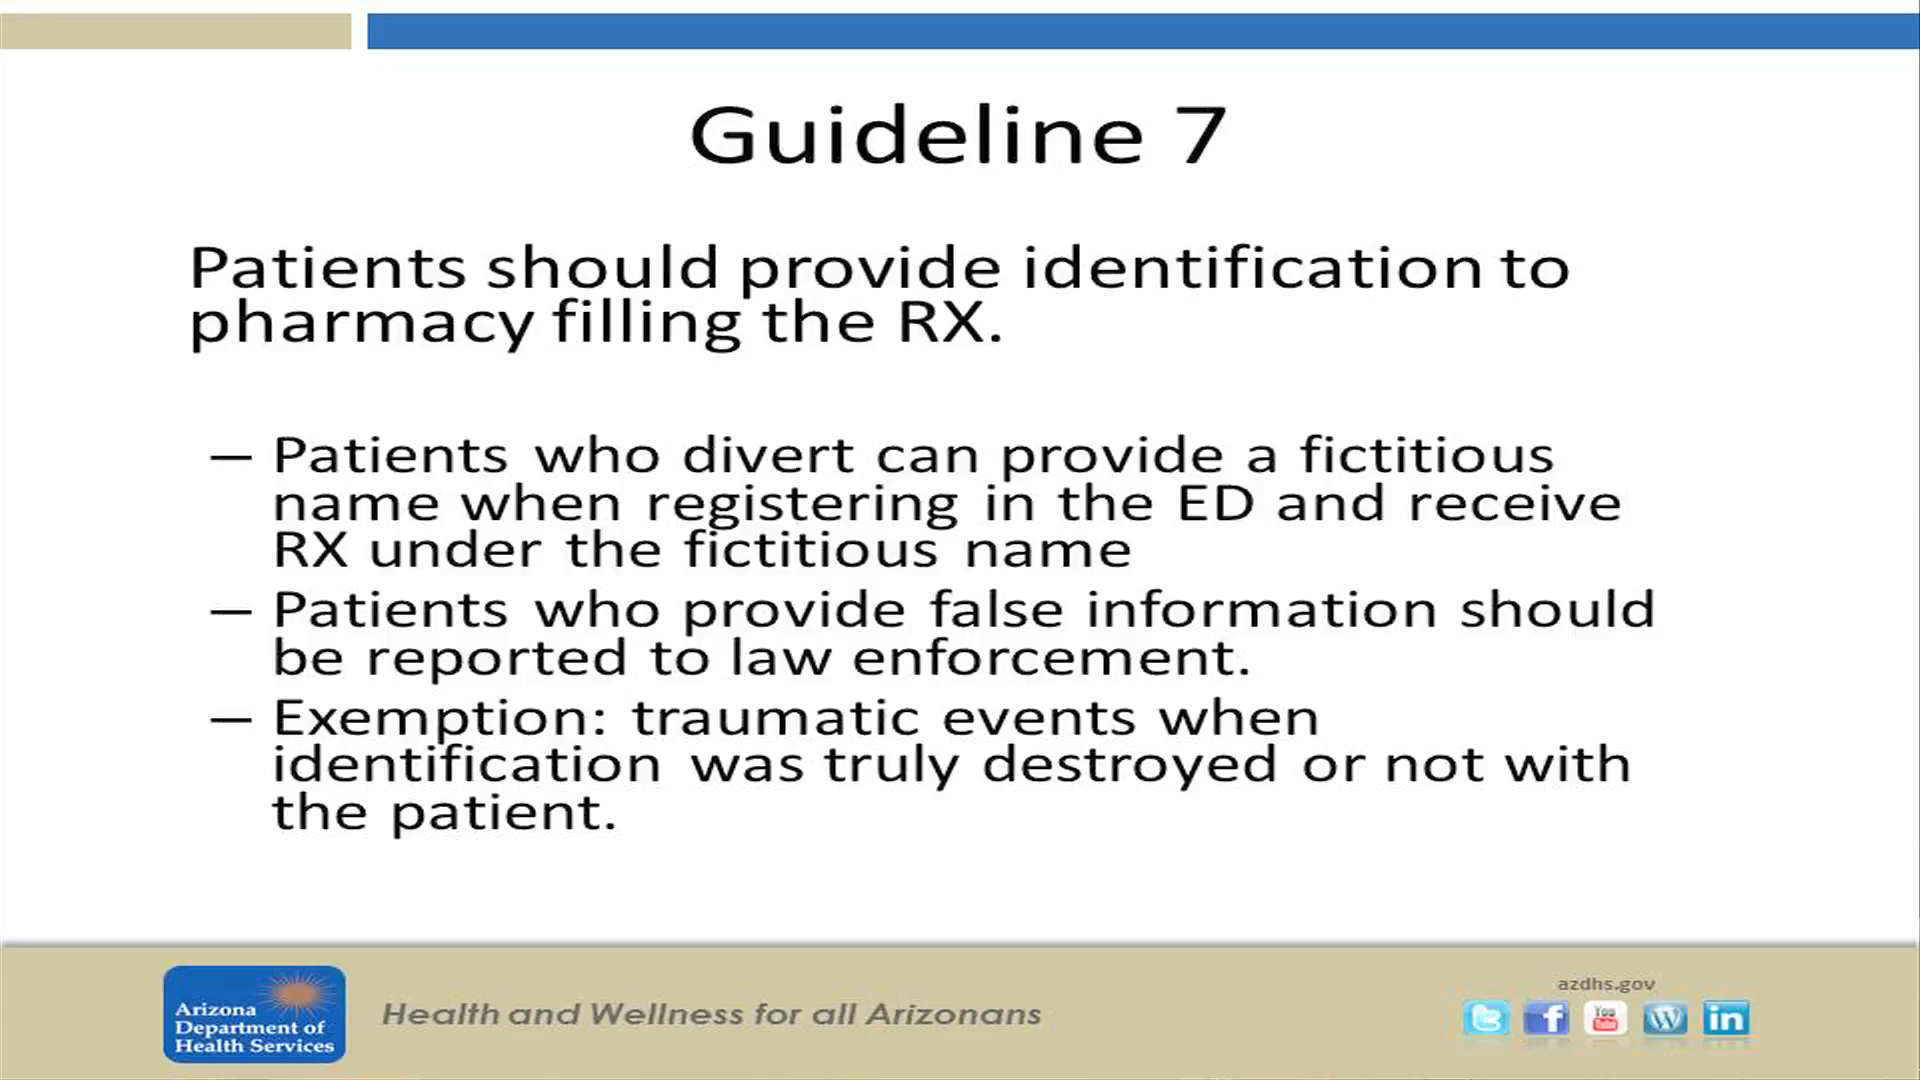 Guideline 7
Patients should provide identification to
pharmacy filling the RX.
– Patients who divert can provide a fictitious
name when registering in the ED and receive
RX under the fictitious name
– Patients who provide false information should
be reported to law enforcement.
– Exemption: traumatic events when
identification was truly destroyed or not with
the patient.
Arizona
Department of
Health Services
Health and Wellness for all Arizonans
azdhs.gov
You
Tube